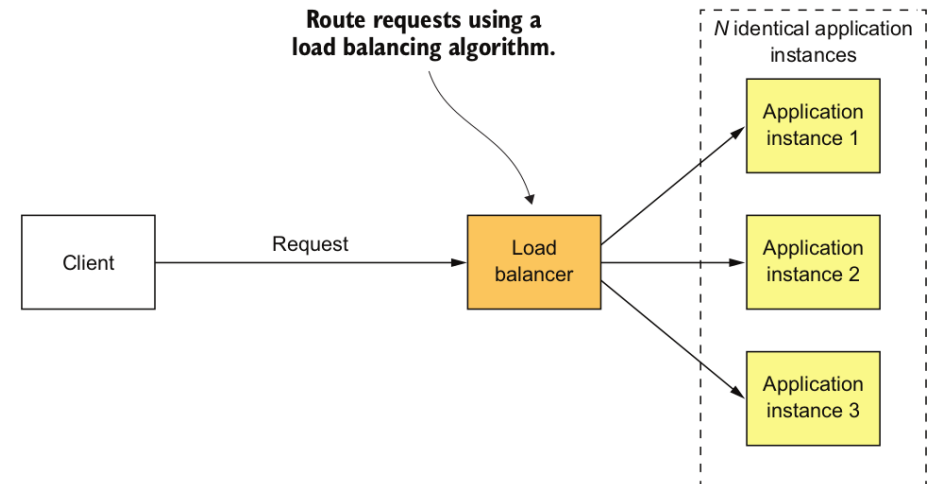 Route requests using a
load balancing algorithm.
N identical application
instances
Application
instance 1
Client
Request
Load
balancer
Application
instance 2
Application
instance 3